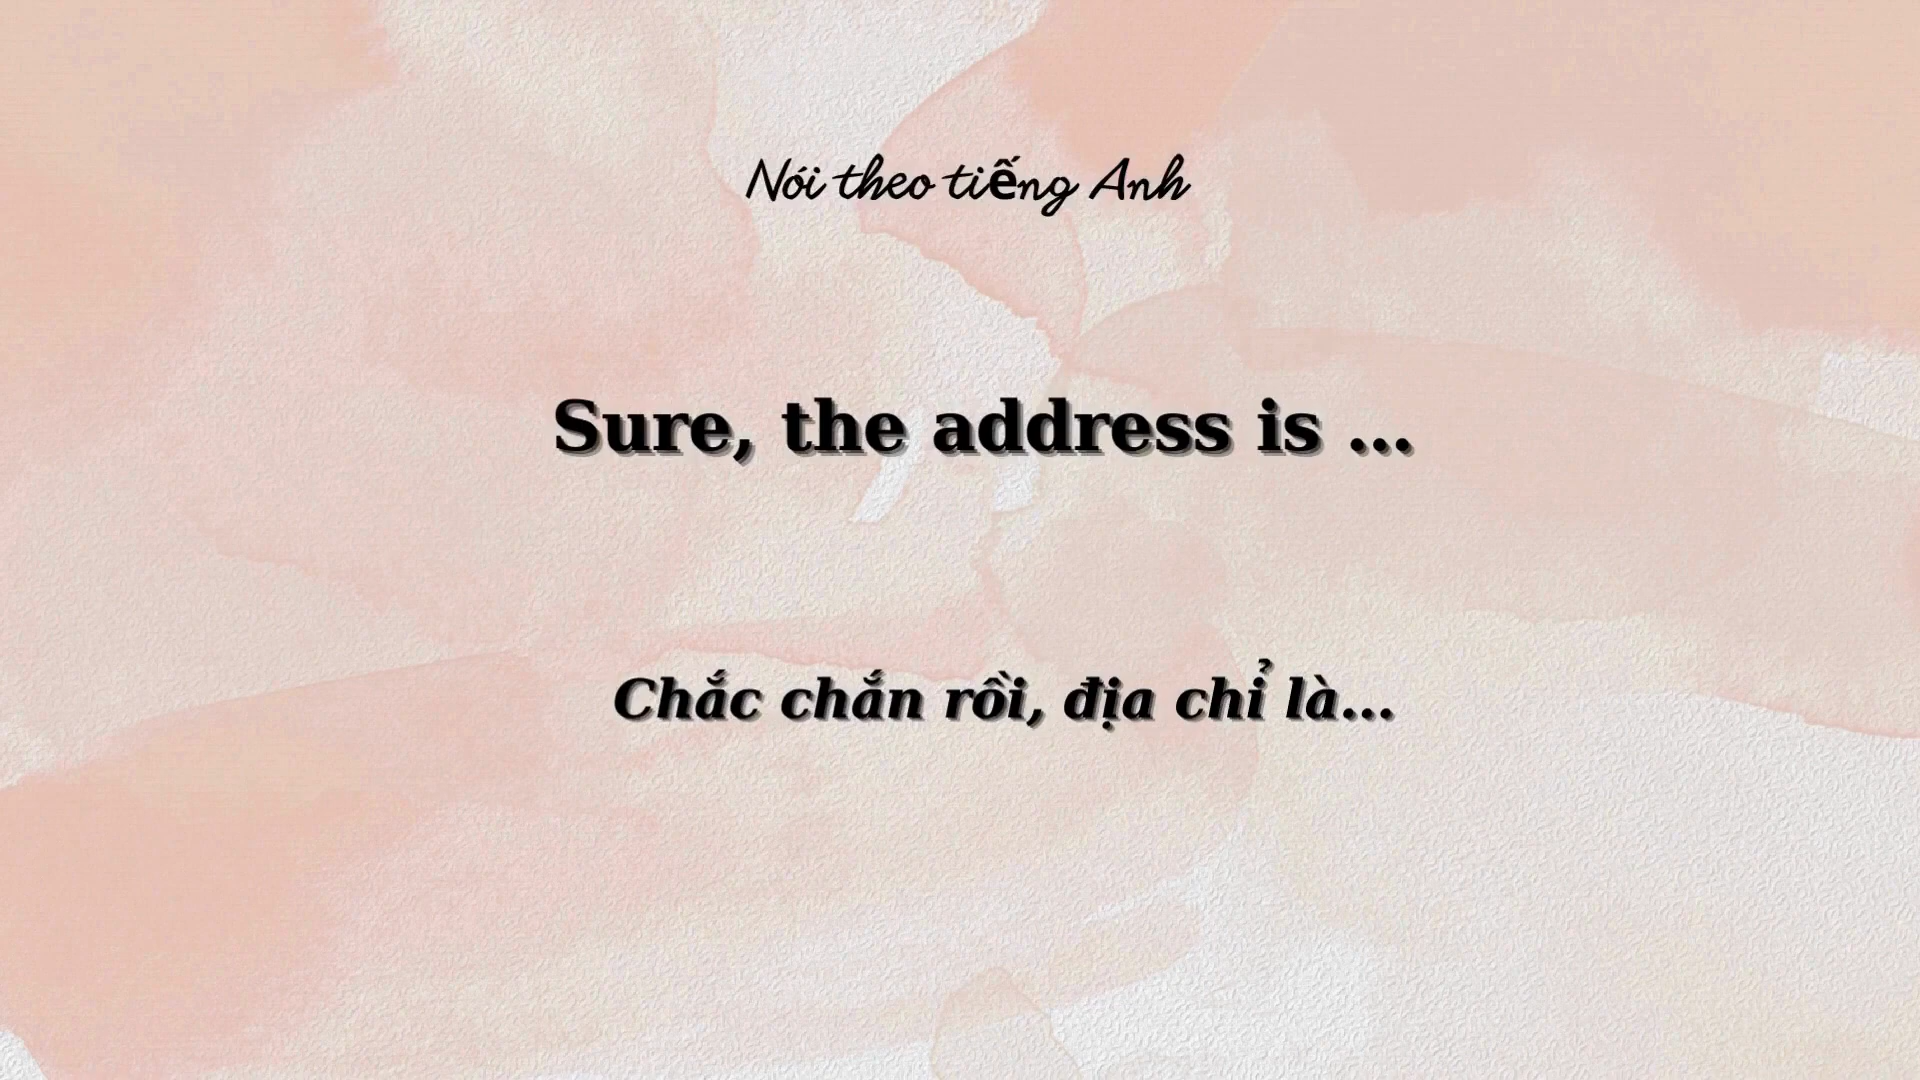 Nói theo tiếng Anh
Sure, the address is ...
Chắc chắn rồi, địa chỉ là...